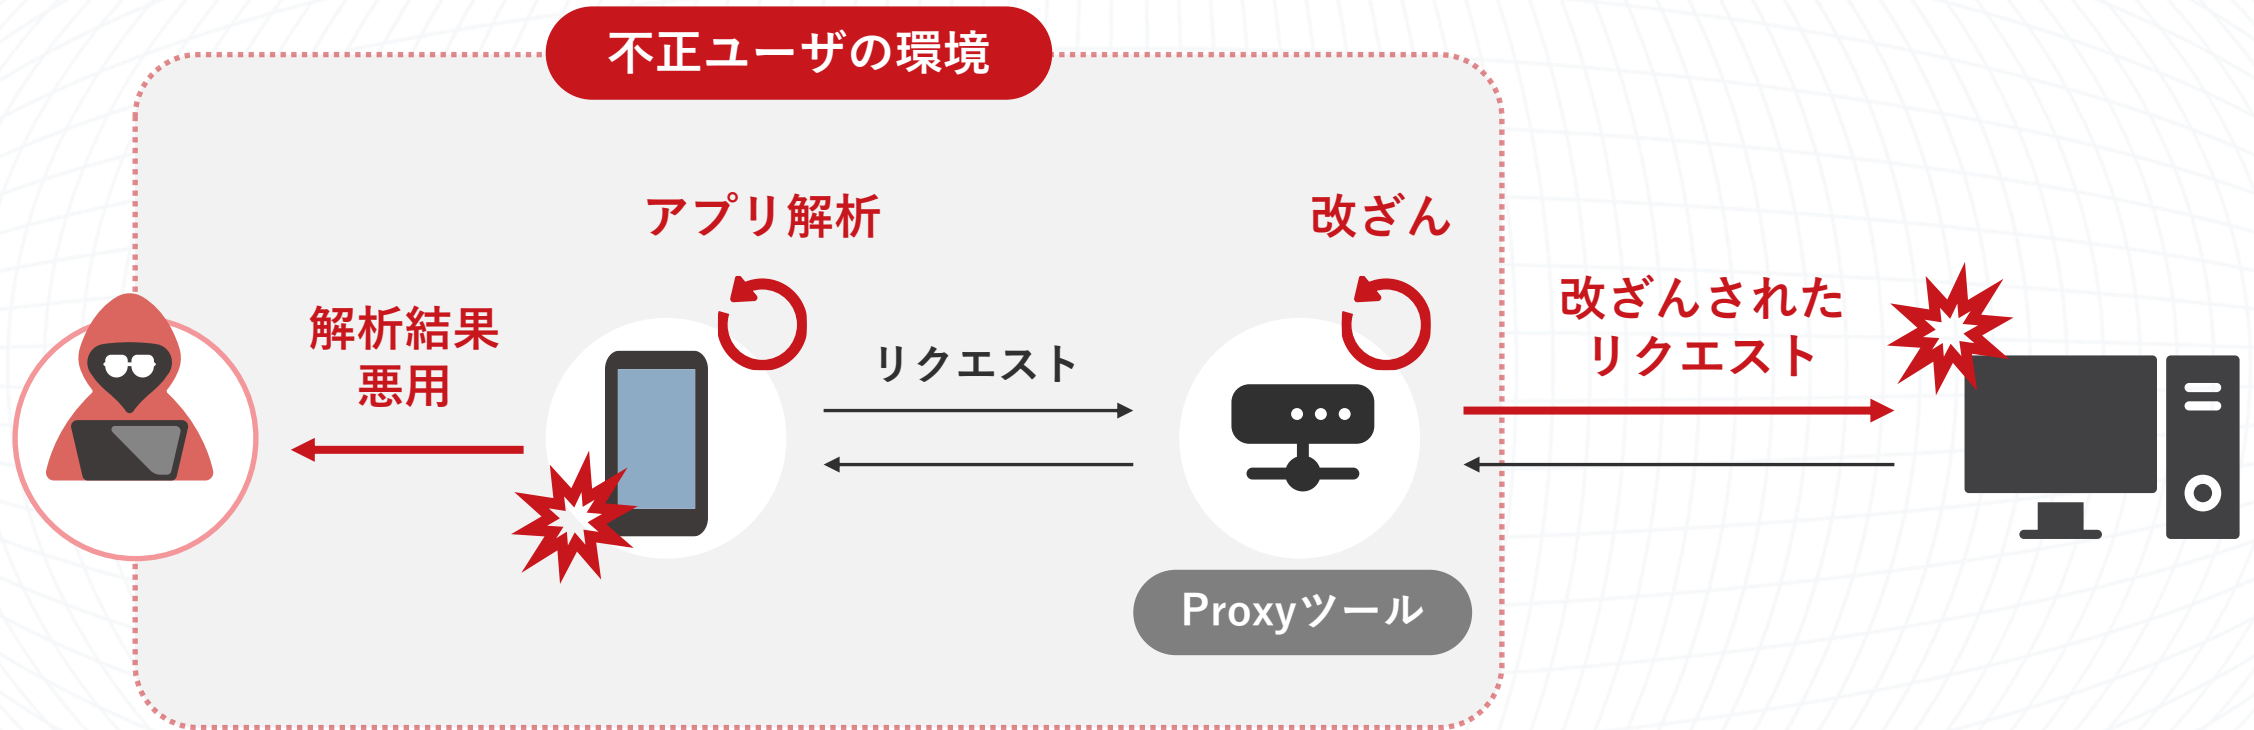 不正ユーザの環境
アプリ解析
改ざん
解析結果
悪用
リクエスト
改ざんされた
リクエスト
Proxyツール